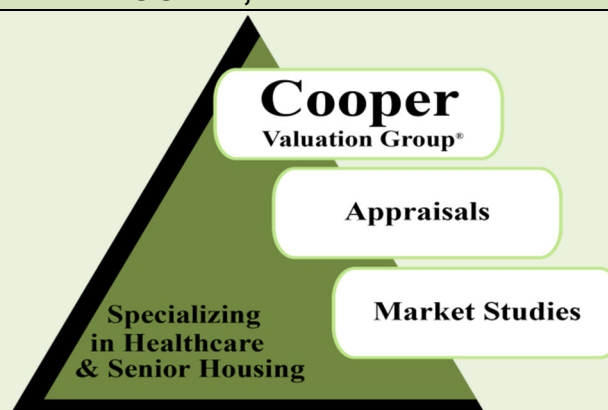 Cooper
Valuation Group®
Appraisals
Market Studies
Specializing
in Healthcare
& Senior Housing